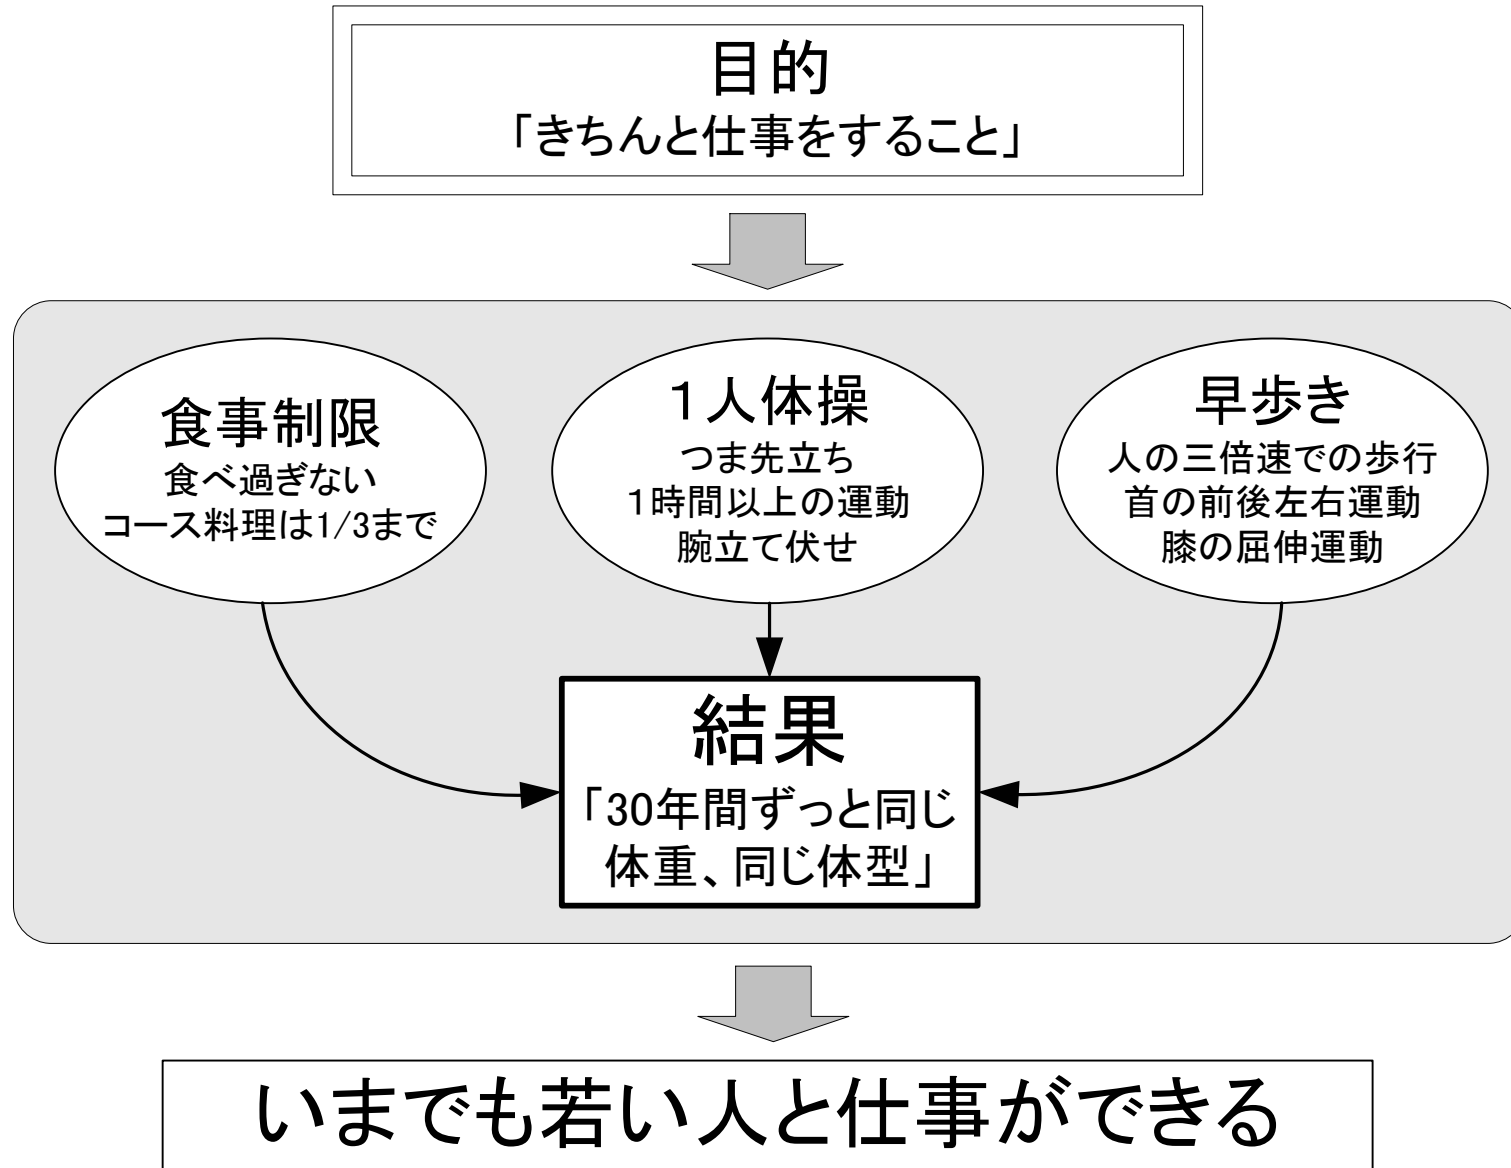 目的
「きちんと仕事をすること」
食事制限
食べ過ぎない
コース料理は1/3まで
１人体操
つま先立ち
１時間以上の運動
腕立て伏せ
早歩き
人の三倍速での歩行
首の前後左右運動
膝の屈伸運動
結果
「30年間ずっと同じ
体重、同じ体型」
いまでも若い人と仕事ができる